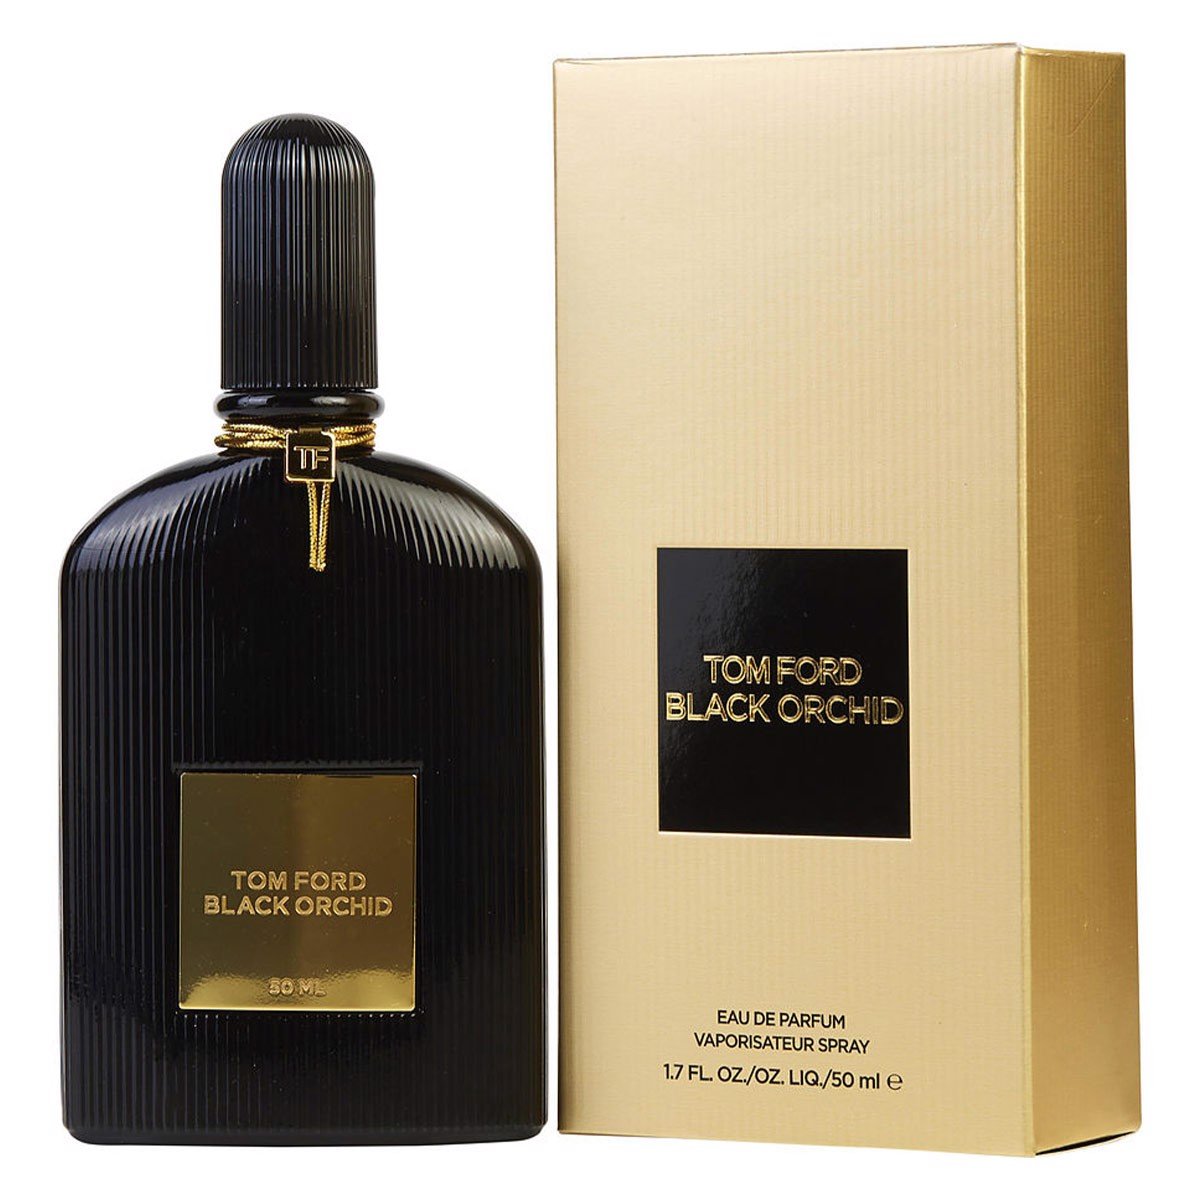 TF
TOM FORD
BLACK ORCHID
50 ML
TOM FORD
BLACK ORCHID
EAU DE PARFUM
VAPORISATEUR SPRAY
1.7 FL. OZ./OZ. LIQ./50 ml ℮